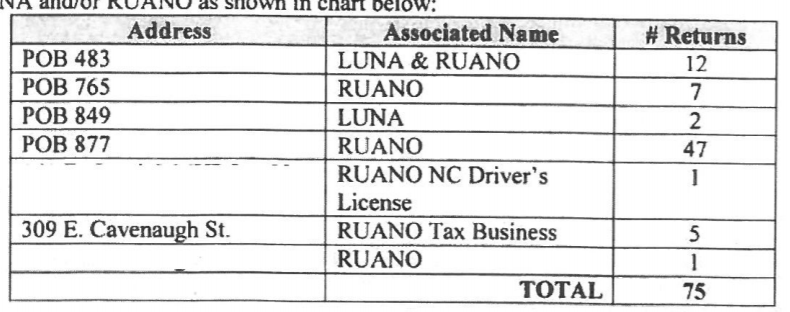 NA and/or RUANO as shown in chart below:
Address Associated Name # Returns
POB 483 LUNA & RUANO 12
POB 765 RUANO 7
POB 849 LUNA 2
POB 877 RUANO 47
RUANO NC Driver's 1
License
309 E. Cavenaugh St. RUANO Tax Business 5
RUANO 1
TOTAL 75